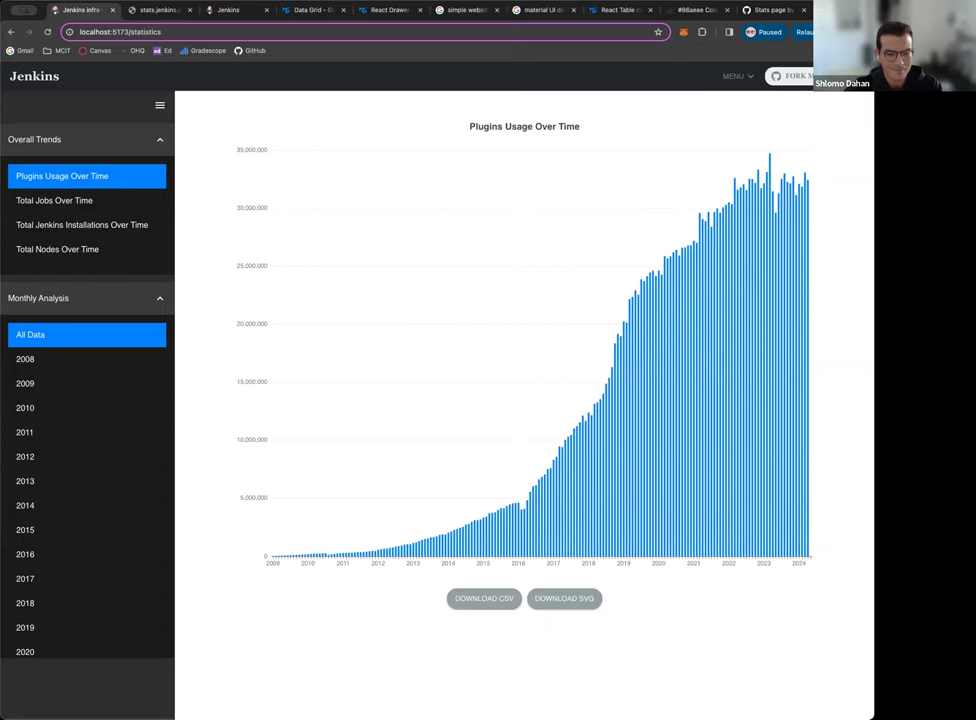 Jenkins infra-
stats.jenkins.
Jenkins
Data Grid - G
React Drawer
simple websit
material UI da
React Table c
#86aeae Colo
Stats page by
localhost:5173/statistics
Paused
Relau
Gmail
MCIT
Canvas
OHQ
Ed
Gradescope
GitHub
Jenkins
MENU
FORK M
Shlomo Dahan
Overall Trends
Plugins Usage Over Time
Total Jobs Over Time
Total Jenkins Installations Over Time
Total Nodes Over Time
Monthly Analysis
All Data
2008
2009
2010
2011
2012
2013
2014
2015
2016
2017
2018
2019
2020
Plugins Usage Over Time
35,000,000
30,000,000
25,000,000
20,000,000
15,000,000
10,000,000
5,000,000
0
2009 2010 2011 2012 2013 2014 2015 2016 2017 2018 2019 2020 2021 2022 2023 2024
DOWNLOAD CSV
DOWNLOAD SVG